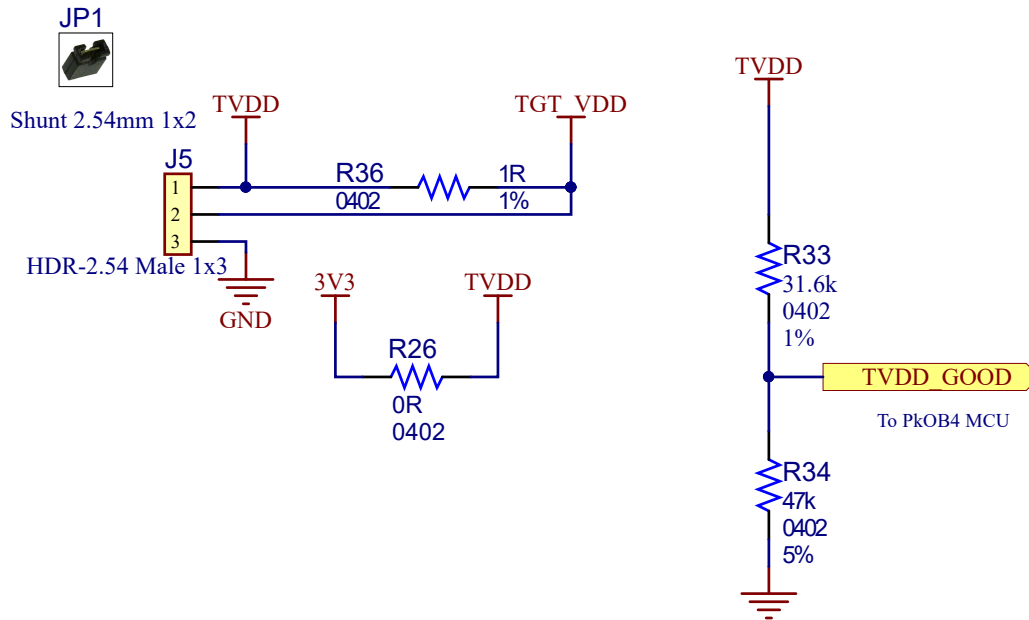 JP1
Shunt 2.54mm 1x2
TVDD
TGT_VDD
J5
1
2
3
R36
0402
1R
1%
HDR-2.54 Male 1x3
GND
3V3
TVDD
R26
0R
0402
TVDD
R33
31.6k
0402
1%
TVDD_GOOD
To PkOB4 MCU
R34
47k
0402
5%